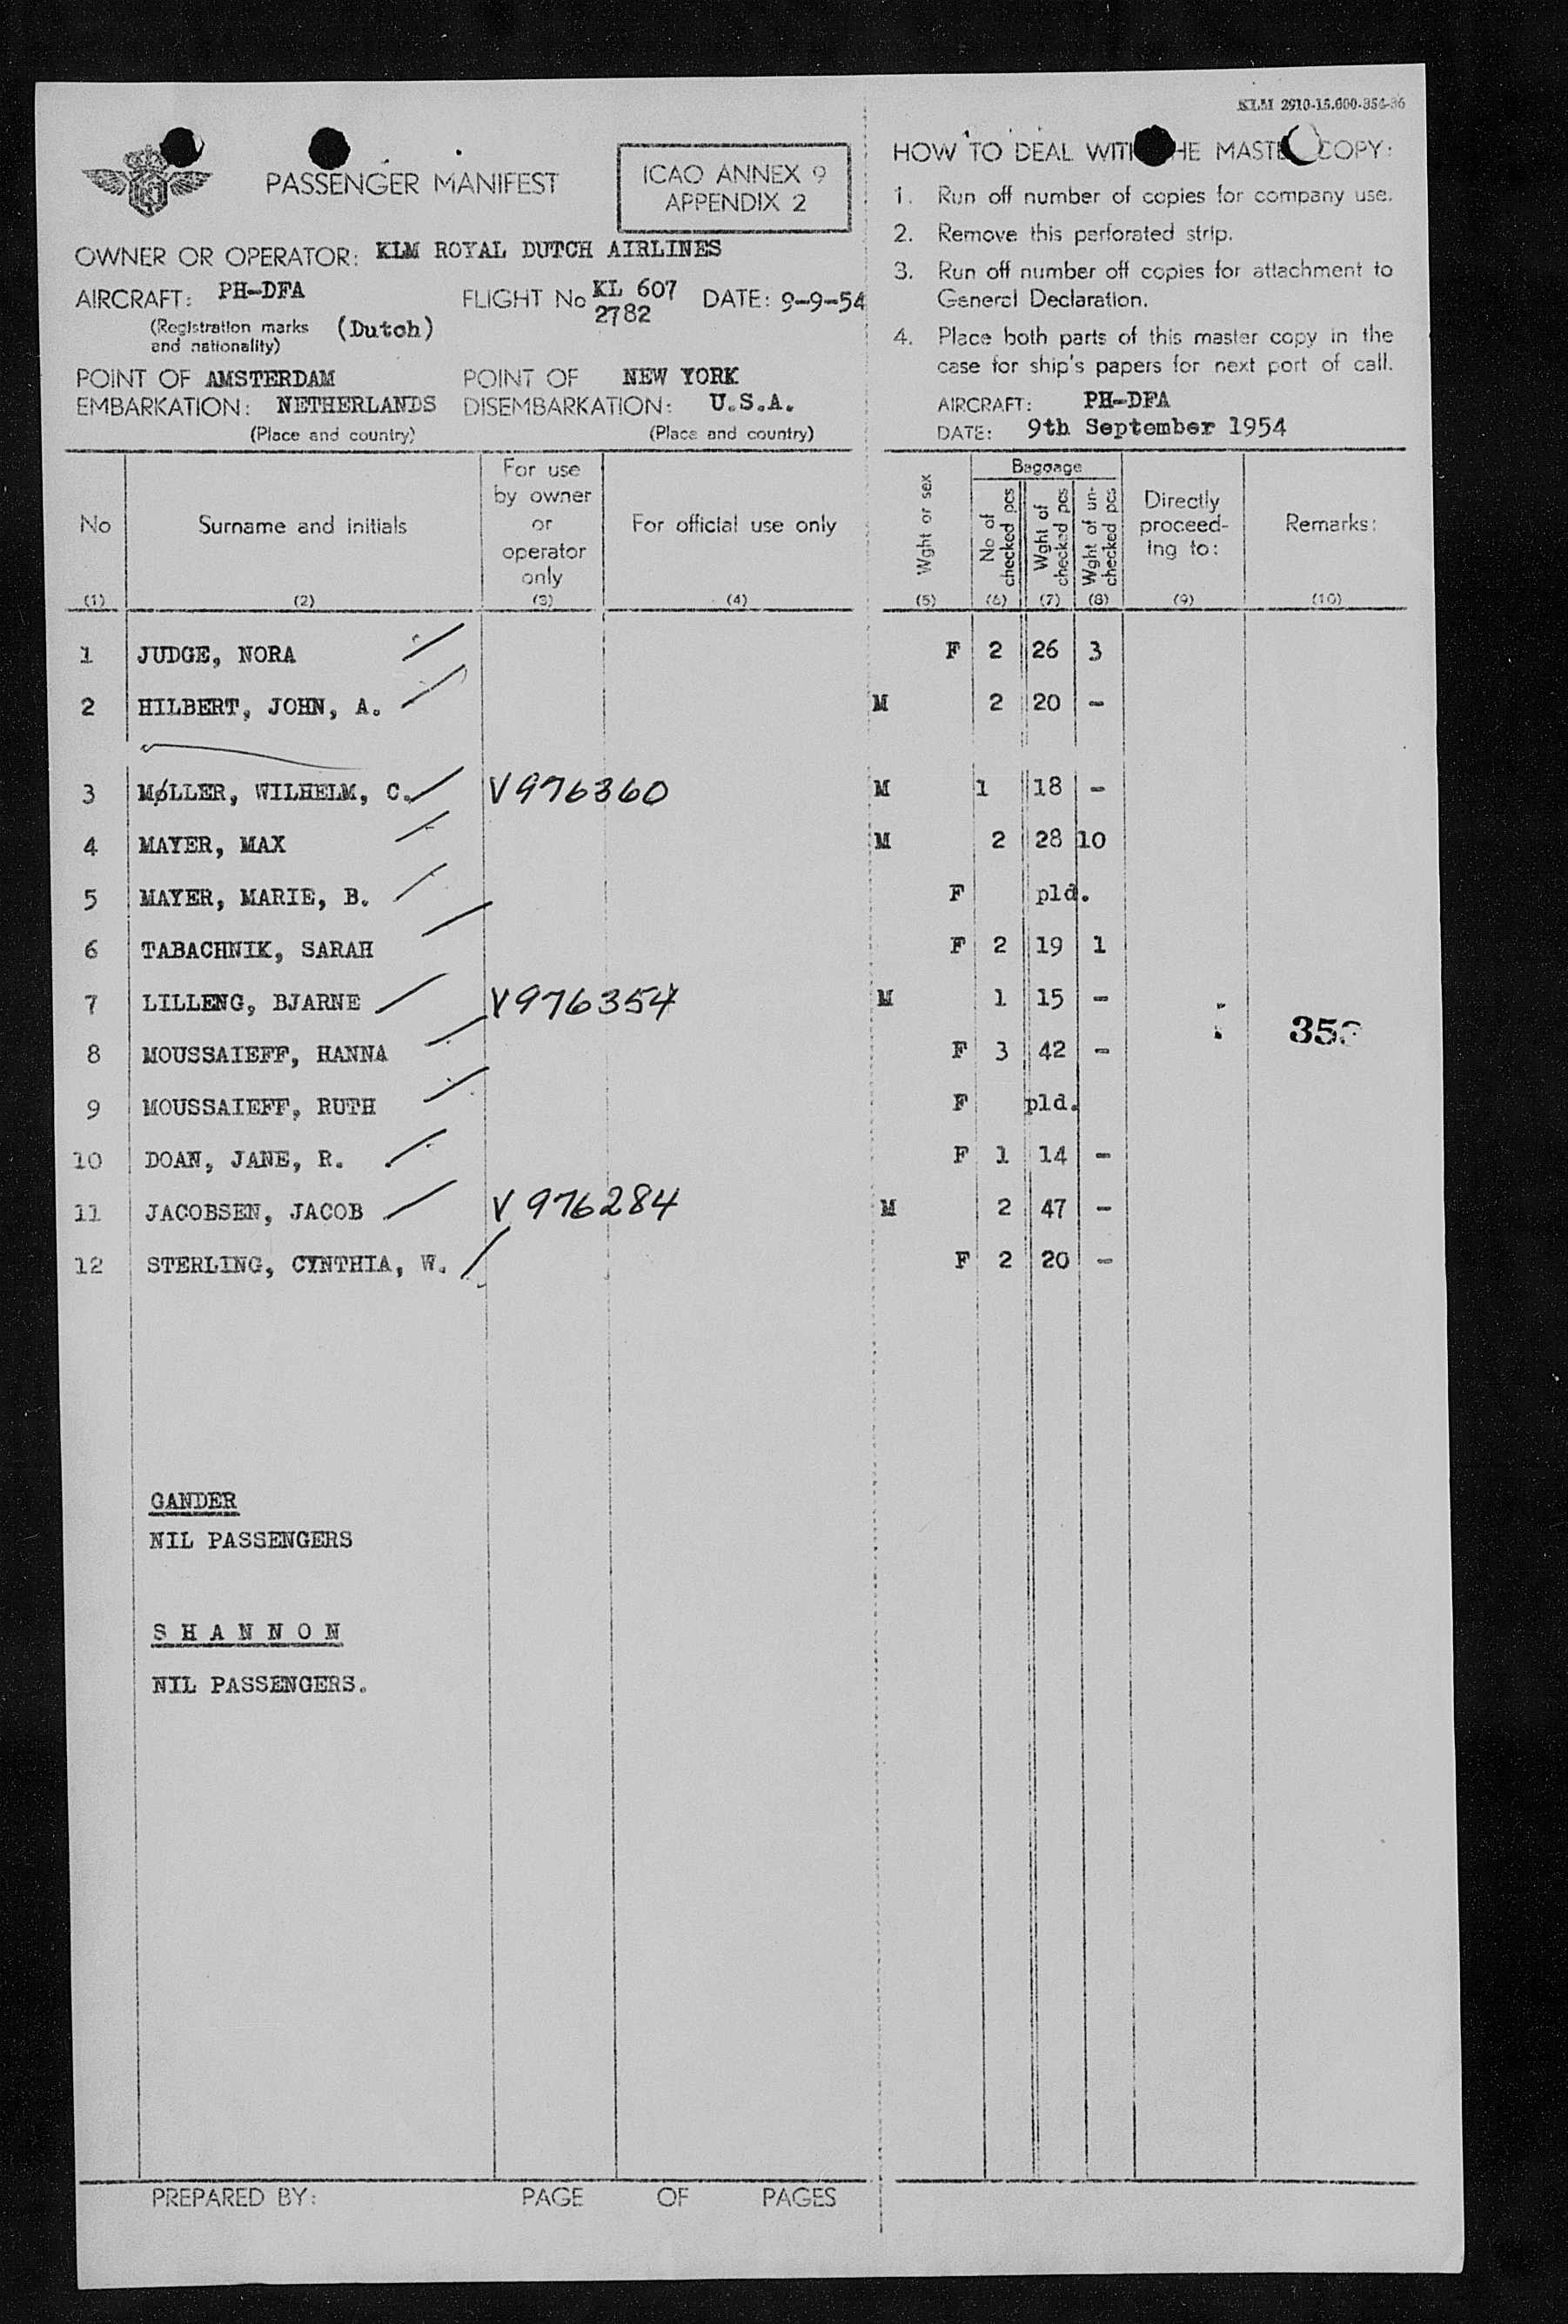 KLM 2910-15.000-354-36
PASSENGER MANIFEST
ICAO ANNEX 9
APPENDIX 2
OWNER OR OPERATOR: KLM ROYAL DUTCH AIRLINES
AIRCRAFT: PH-DFA FLIGHT No KL 607 2782 DATE: 9-9-54
(Registration marks and nationality) (Dutch)
POINT OF EMBARKATION: AMSTERDAM NETHERLANDS
(Place and country)
POINT OF DISEMBARKATION: NEW YORK U.S.A.
(Place and country)
HOW TO DEAL WITH THE MASTER COPY:
1. Run off number of copies for company use.
2. Remove this perforated strip.
3. Run off number off copies for attachment to
General Declaration.
4. Place both parts of this master copy in the
case for ship's papers for next port of call.
AIRCRAFT: PH-DFA
DATE: 9th September 1954
No (1)
Surname and initials (2)
For use by owner or operator only (3)
For official use only (4)
Wght or sex (5)
Baggage
No of checked pcs (6)
Wght of checked pcs (7)
Wght of un-checked pcs (8)
Directly proceed-ing to: (9)
Remarks: (10)
1 JUDGE, NORA F 2 26 3
2 HILBERT, JOHN, A. M 2 20 -
3 MØLLER, WILHELM, C. V976360 M 1 18 -
4 MAYER, MAX M 2 28 10
5 MAYER, MARIE, B. F pld.
6 TABACHNIK, SARAH F 2 19 1
7 LILLENG, BJARNE V976354 M 1 15 -
8 MOUSSAIEFF, HANNA F 3 42 -
9 MOUSSAIEFF, RUTH F pld.
10 DOAN, JANE, R. F 1 14 -
11 JACOBSEN, JACOB V 976284 M 2 47 -
12 STERLING, CYNTHIA, W. F 2 20 -
GANDER
NIL PASSENGERS
SHANNON
NIL PASSENGERS.
PREPARED BY: PAGE OF PAGES